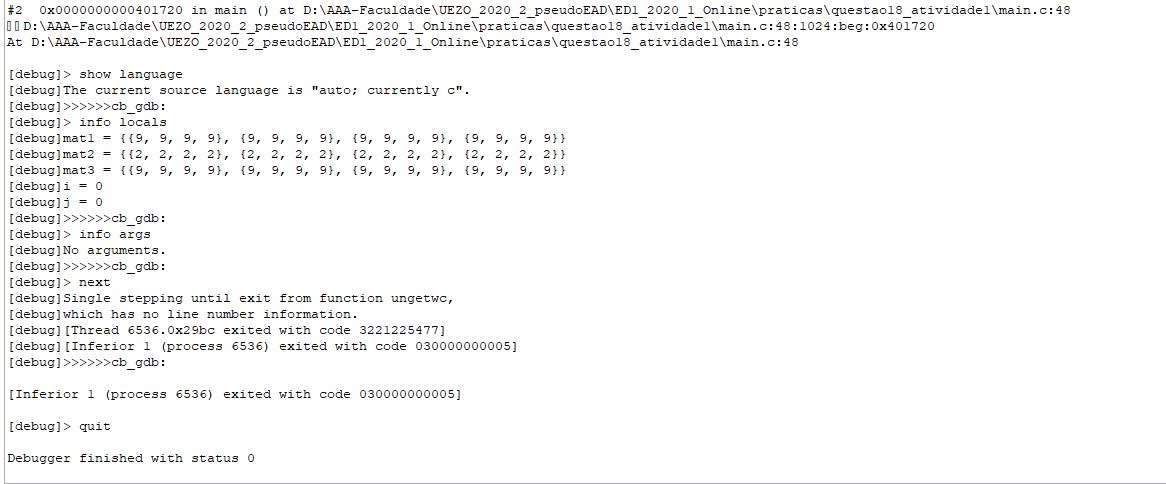 #2  0x0000000000401720 in main () at D:\AAA-Faculdade\UEZO_2020_2_pseudoEAD\ED1_2020_1_Online\praticas\questao18_atividade1\main.c:48
D:\AAA-Faculdade\UEZO_2020_2_pseudoEAD\ED1_2020_1_Online\praticas\questao18_atividade1\main.c:48:1024:beg:0x401720
At D:\AAA-Faculdade\UEZO_2020_2_pseudoEAD\ED1_2020_1_Online\praticas\questao18_atividade1\main.c:48
[debug]> show language
[debug]The current source language is "auto; currently c".
[debug]>>>>>>cb_gdb:
[debug]> info locals
[debug]mat1 = {{9, 9, 9, 9}, {9, 9, 9, 9}, {9, 9, 9, 9}, {9, 9, 9, 9}}
[debug]mat2 = {{2, 2, 2, 2}, {2, 2, 2, 2}, {2, 2, 2, 2}, {2, 2, 2, 2}}
[debug]mat3 = {{9, 9, 9, 9}, {9, 9, 9, 9}, {9, 9, 9, 9}, {9, 9, 9, 9}}
[debug]i = 0
[debug]j = 0
[debug]>>>>>>cb_gdb:
[debug]> info args
[debug]No arguments.
[debug]>>>>>>cb_gdb:
[debug]> next
[debug]Single stepping until exit from function ungetwc,
[debug]which has no line number information.
[debug][Thread 6536.0x29bc exited with code 3221225477]
[debug][Inferior 1 (process 6536) exited with code 030000000005]
[debug]>>>>>>cb_gdb:
[Inferior 1 (process 6536) exited with code 030000000005]
[debug]> quit
Debugger finished with status 0